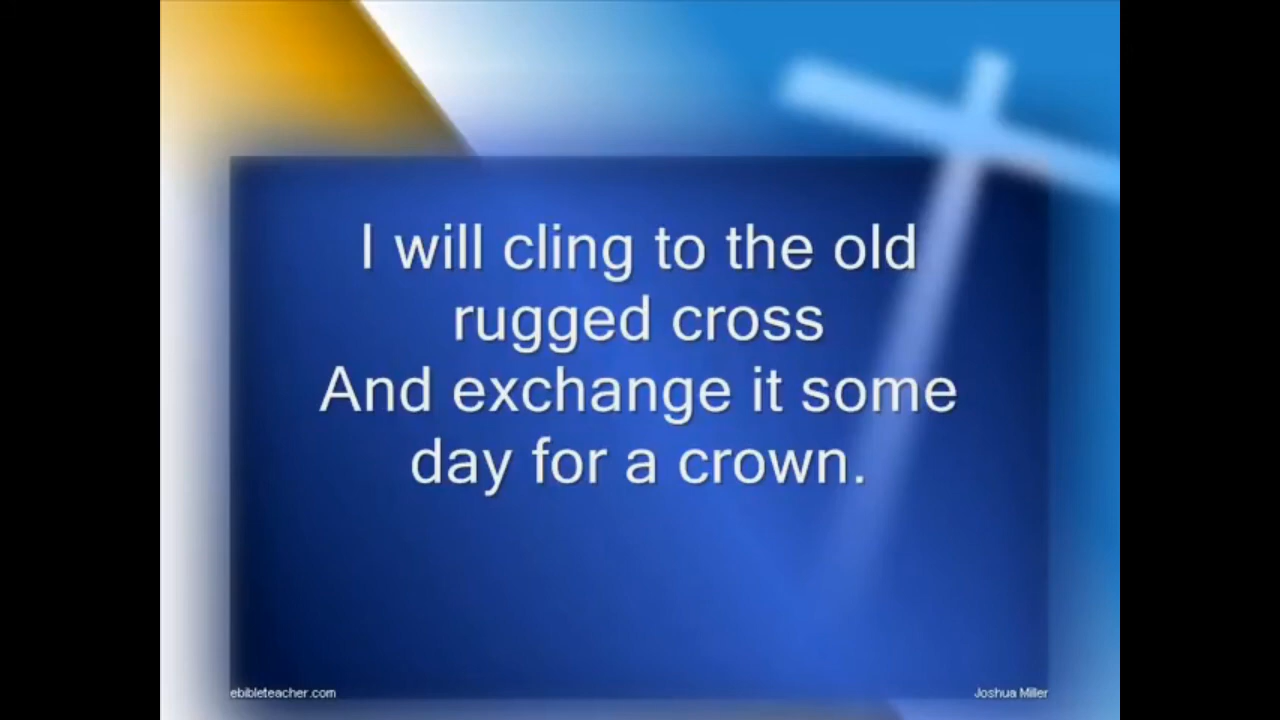 I will cling to the old
rugged cross
And exchange it some
day for a crown.
ebibleteacher.com
Joshua Miller